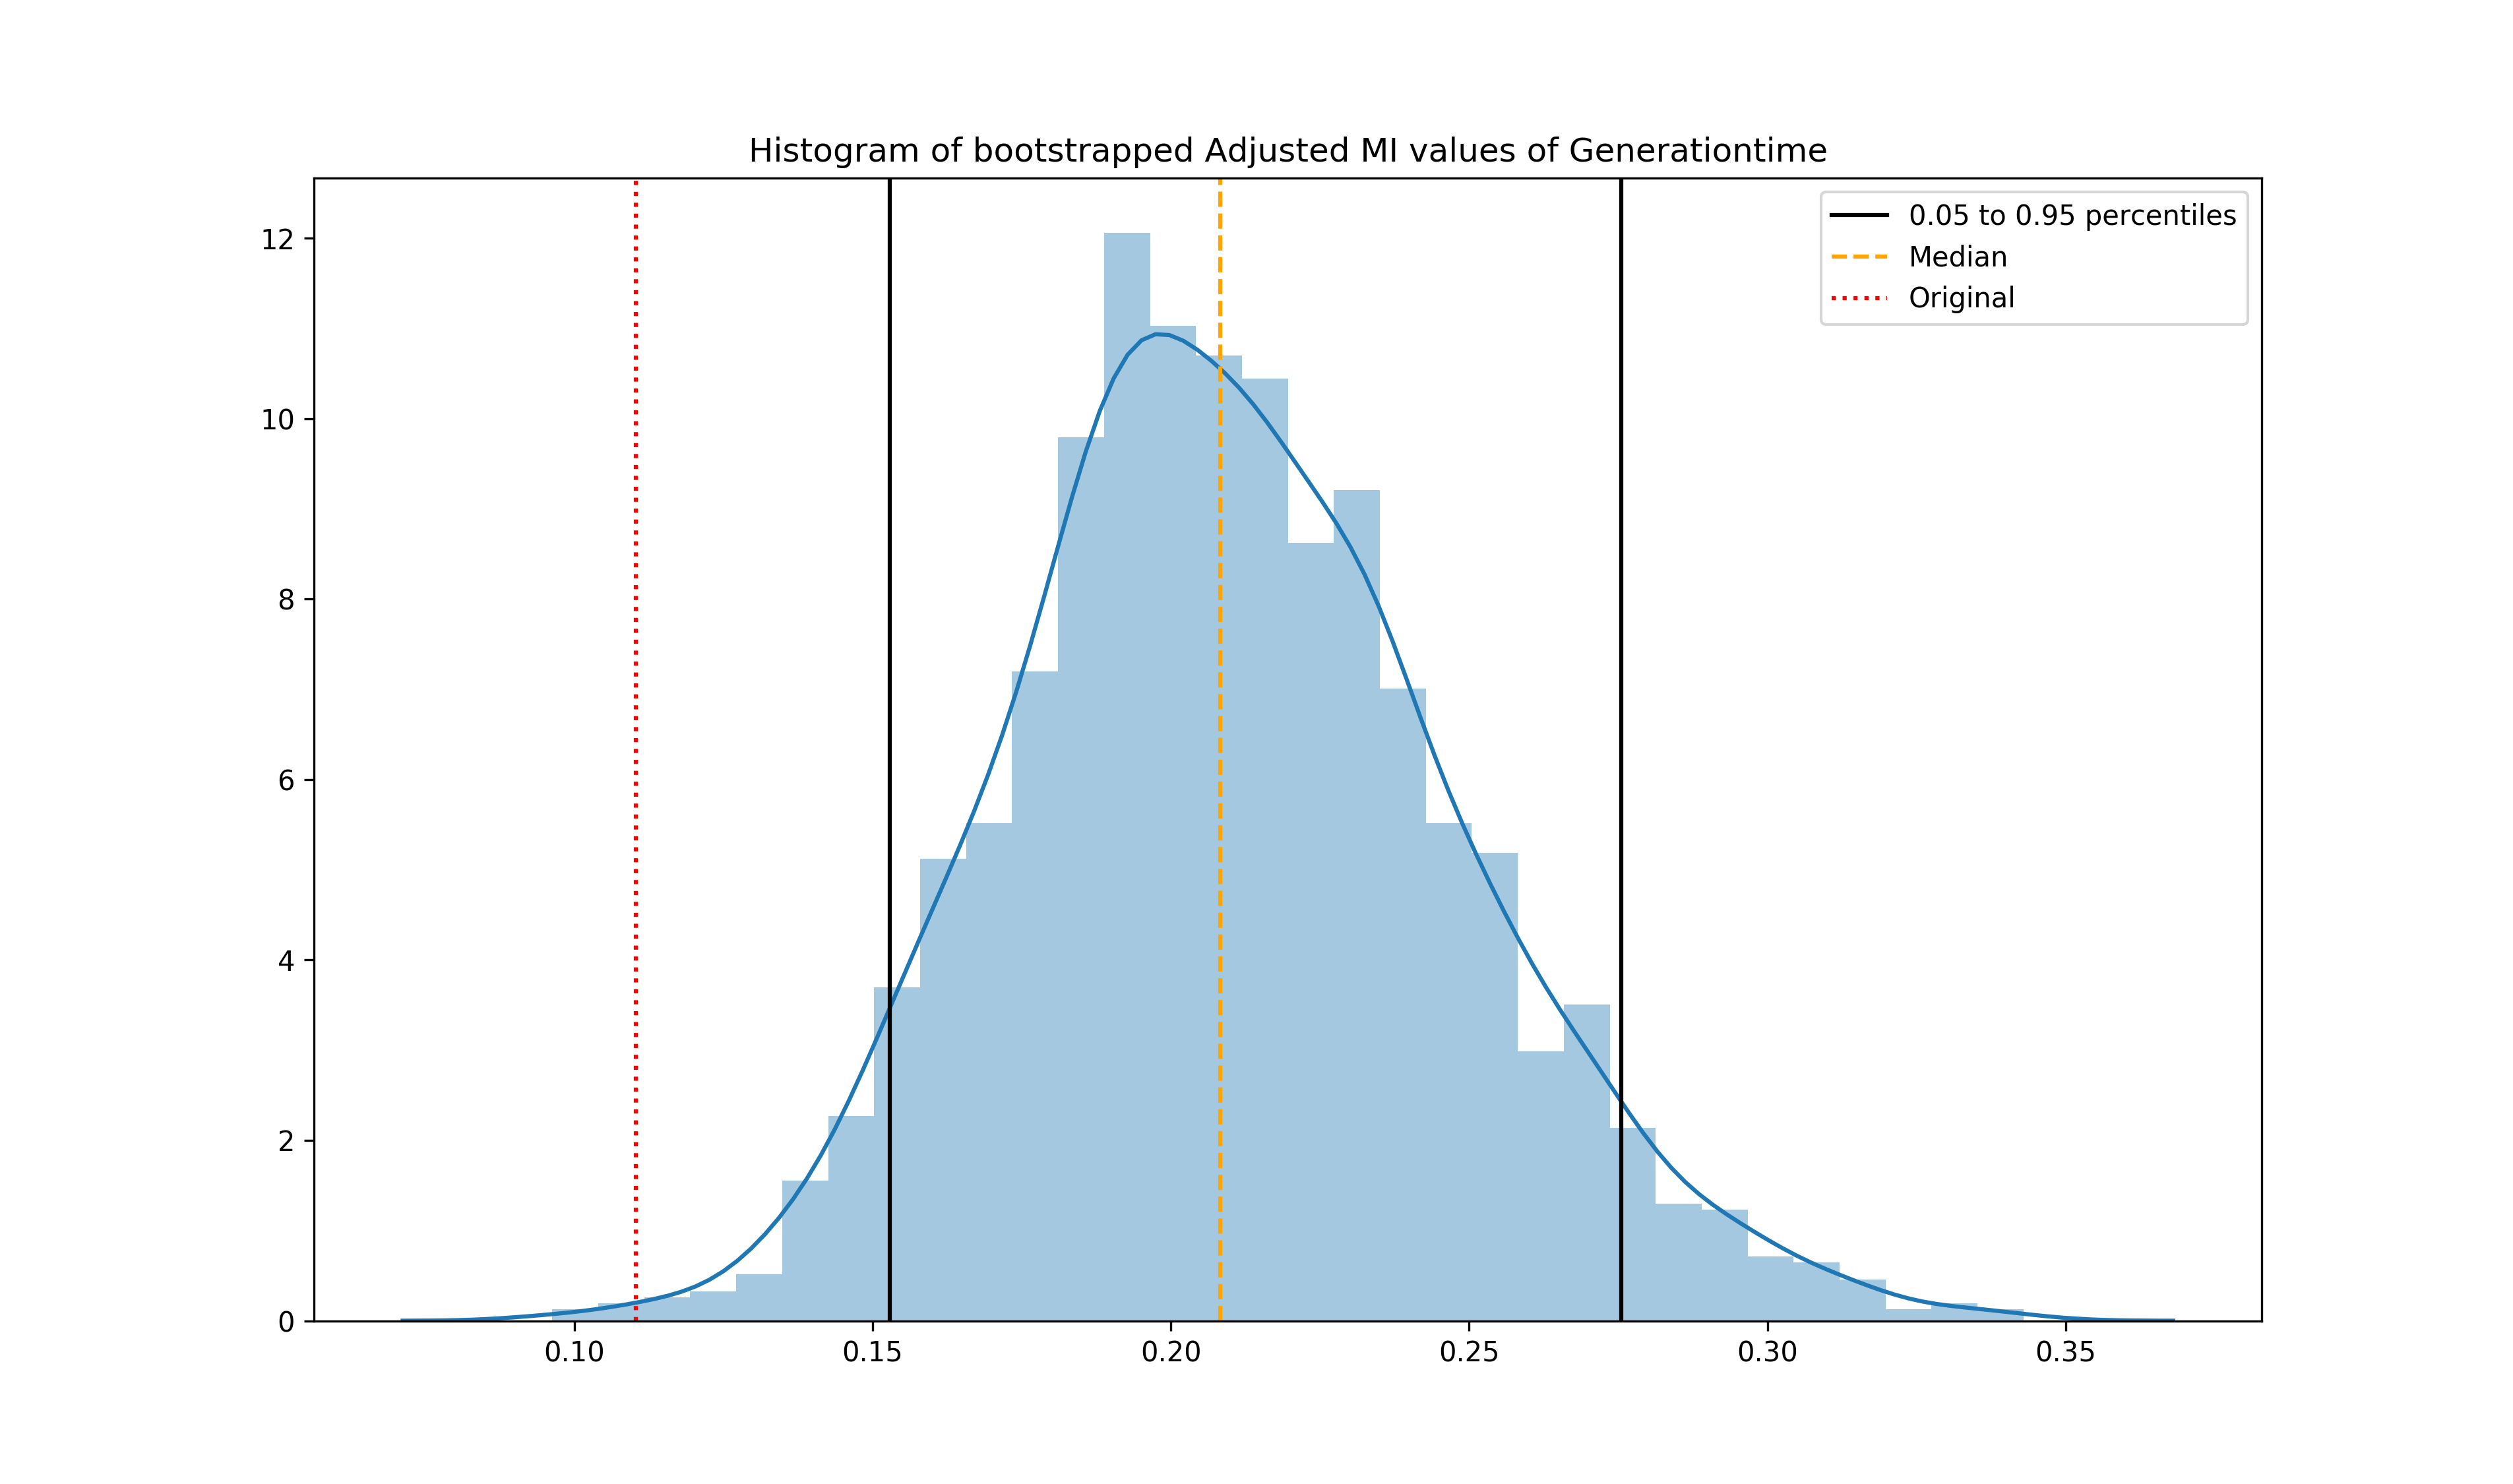 Histogram of bootstrapped Adjusted MI values of Generationtime
0.05 to 0.95 percentiles
Median
Original
12
10
8
6
4
2
0
0.10 0.15 0.20 0.25 0.30 0.35